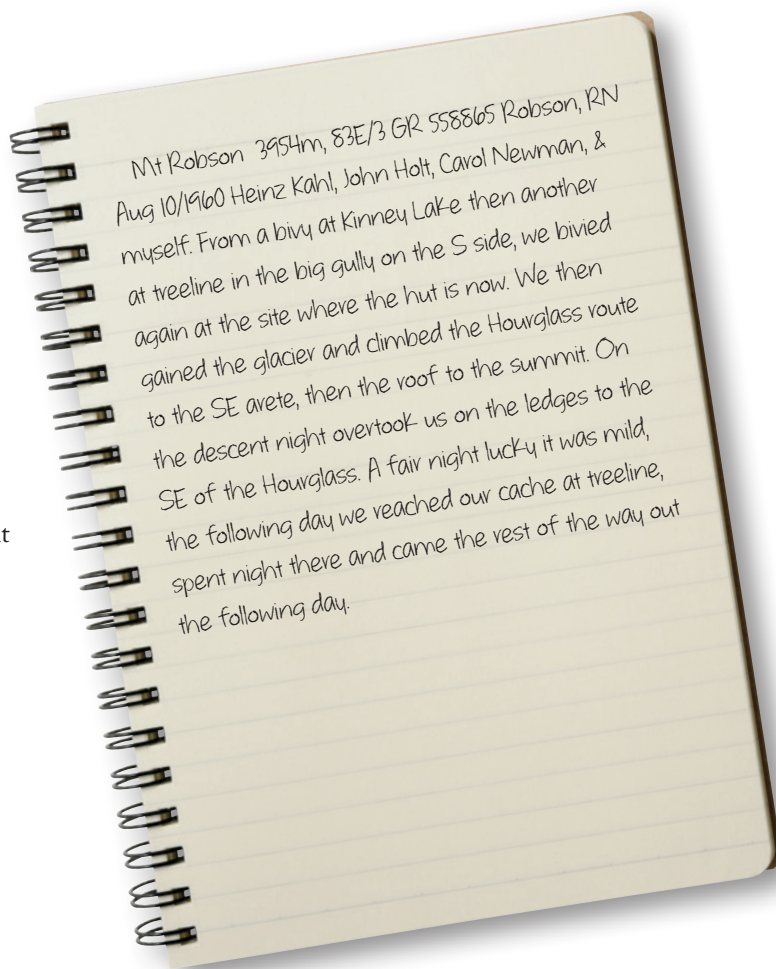 Mt Robson 3954m, 83E/3 GR 558865 Robson, RN
Aug 10/1960 Heinz Kahl, John Holt, Carol Newman, &
myself. From a bivy at Kinney Lake then another
at treeline in the big gully on the S side, we bivied
again at the site where the hut is now. We then
gained the glacier and climbed the Hourglass route
to the SE arete, then the roof to the summit. On
the descent night overtook us on the ledges to the
SE of the Hourglass. A fair night lucky it was mild,
the following day we reached our cache at treeline,
spent night there and came the rest of the way out
the following day.